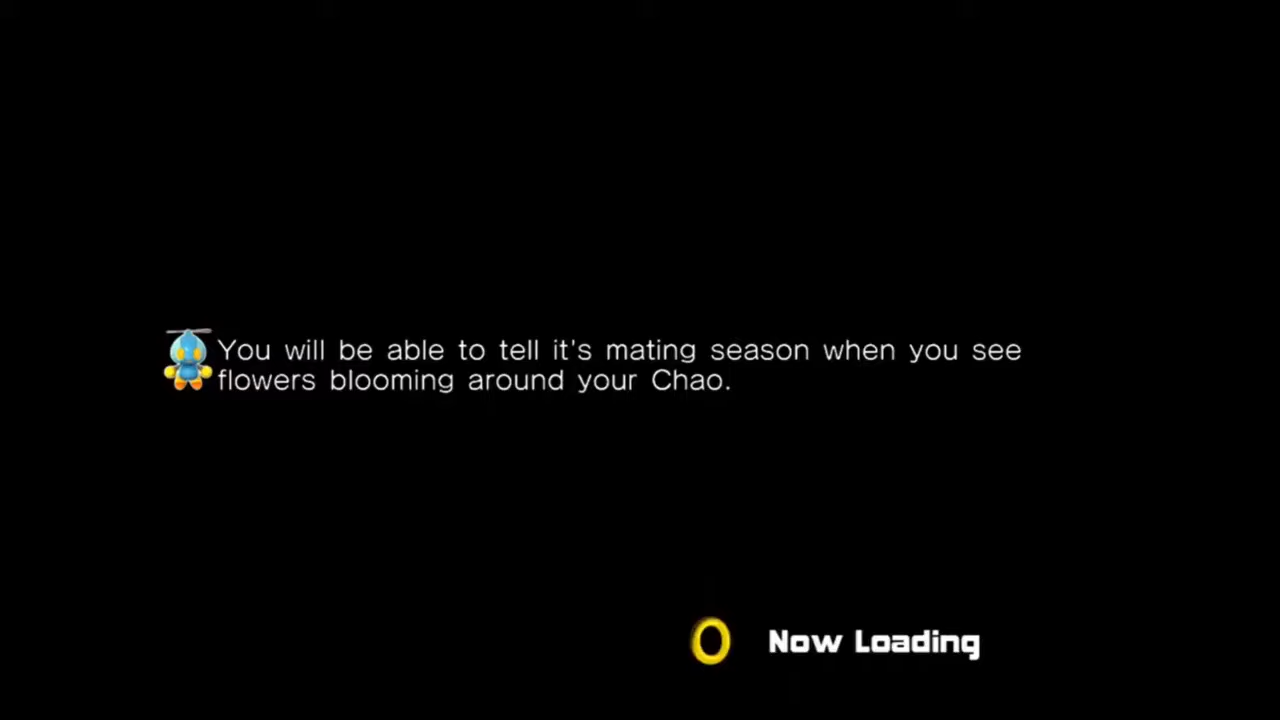 You will be able to tell it's mating season when you see
flowers blooming around your Chao.
Now Loading